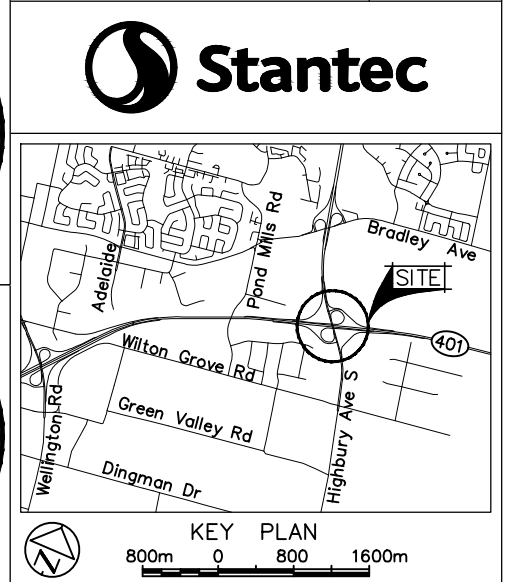 Stantec
Bradley Ave
Pond Mills Rd
Adelaide
SITE
401
Wilton Grove Rd
Green Valley Rd
Highbury Ave S
Wellington Rd
Dingman Dr
KEY PLAN
N
800m 0 800 1600m